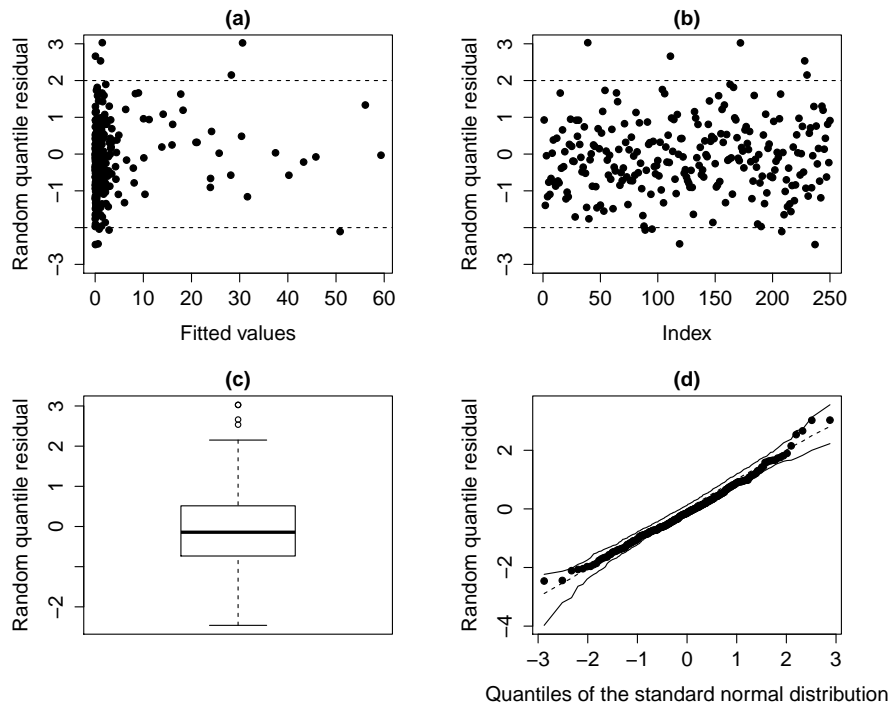 (a)
Random quantile residual
3
2
1
0
−1
−3
0 10 20 30 40 50 60
Fitted values
(b)
Random quantile residual
3
2
1
0
−1
−3
0 50 100 150 200 250
Index
(c)
Random quantile residual
3
2
1
0
−2
(d)
Random quantile residual
2
0
−2
−4
−3 −2 −1 0 1 2 3
Quantiles of the standard normal distribution